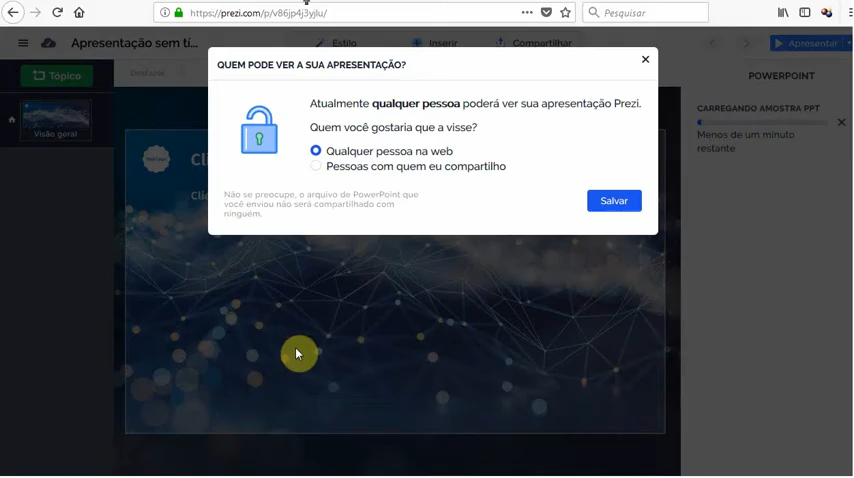 https://prezi.com/p/v86jp4j3yjlu/
Pesquisar
Apresentação sem tí...
Estilo
Inserir
Compartilhar
Apresentar
Tópico
Desfazer
Visão geral
QUEM PODE VER A SUA APRESENTAÇÃO?
Atualmente qualquer pessoa poderá ver sua apresentação Prezi.
Quem você gostaria que a visse?
Qualquer pessoa na web
Pessoas com quem eu compartilho
Não se preocupe, o arquivo de PowerPoint que
você enviou não será compartilhado com
ninguém.
Salvar
POWERPOINT
CARREGANDO AMOSTRA PPT
Menos de um minuto
restante